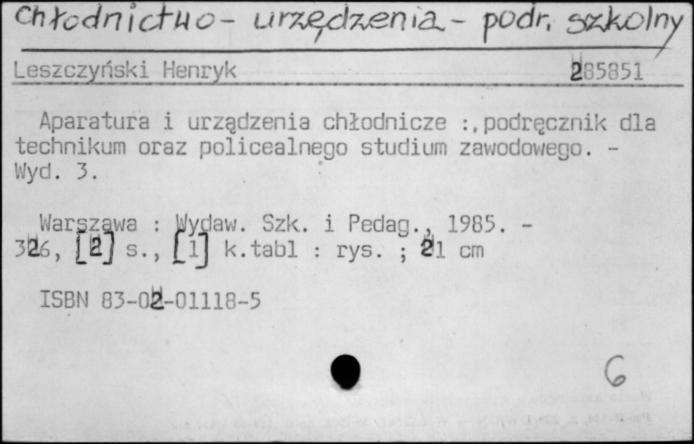 Chłodnictwo - urządzenia - podr. szkolny
Leszczyński Henryk 285851
Aparatura i urządzenia chłodnicze : podręcznik dla
technikum oraz policealnego studium zawodowego. -
Wyd. 3.
Warszawa : Wydaw. Szk. i Pedag., 1985. -
326, [2] s., [1] k.tabl : rys. ; 21 cm
ISBN 83-02-01118-5
6